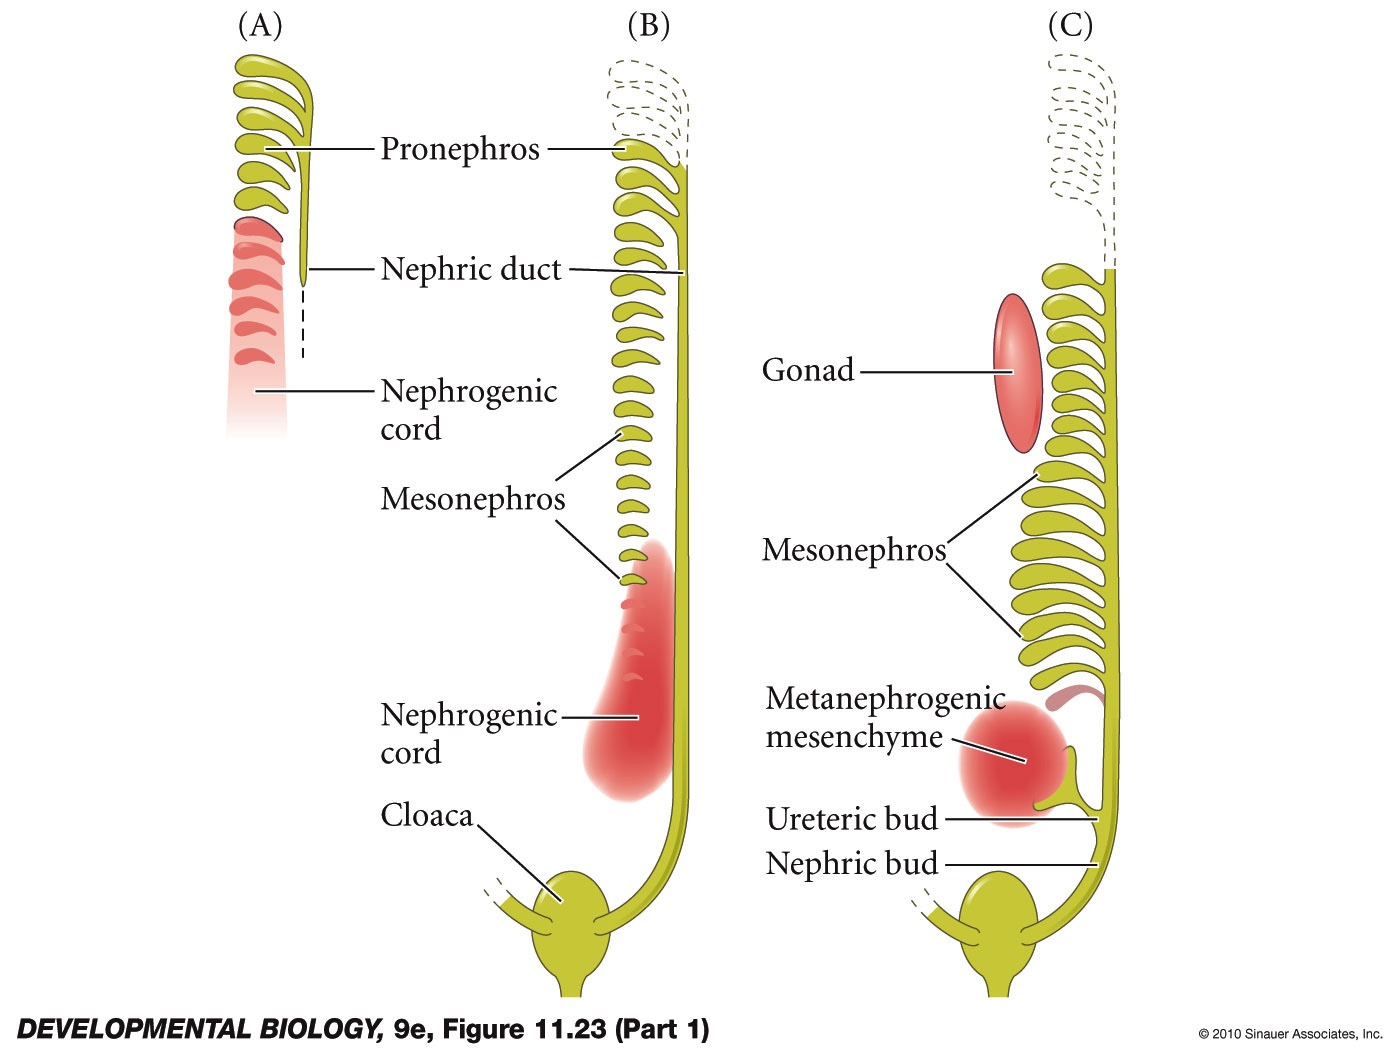 (A)
(B)
(C)
Pronephros
Nephric duct
Nephrogenic
cord
Mesonephros
Nephrogenic
cord
Cloaca
Gonad
Mesonephros
Metanephrogenic
mesenchyme
Ureteric bud
Nephric bud
DEVELOPMENTAL BIOLOGY, 9e, Figure 11.23 (Part 1)
© 2010 Sinauer Associates, Inc.